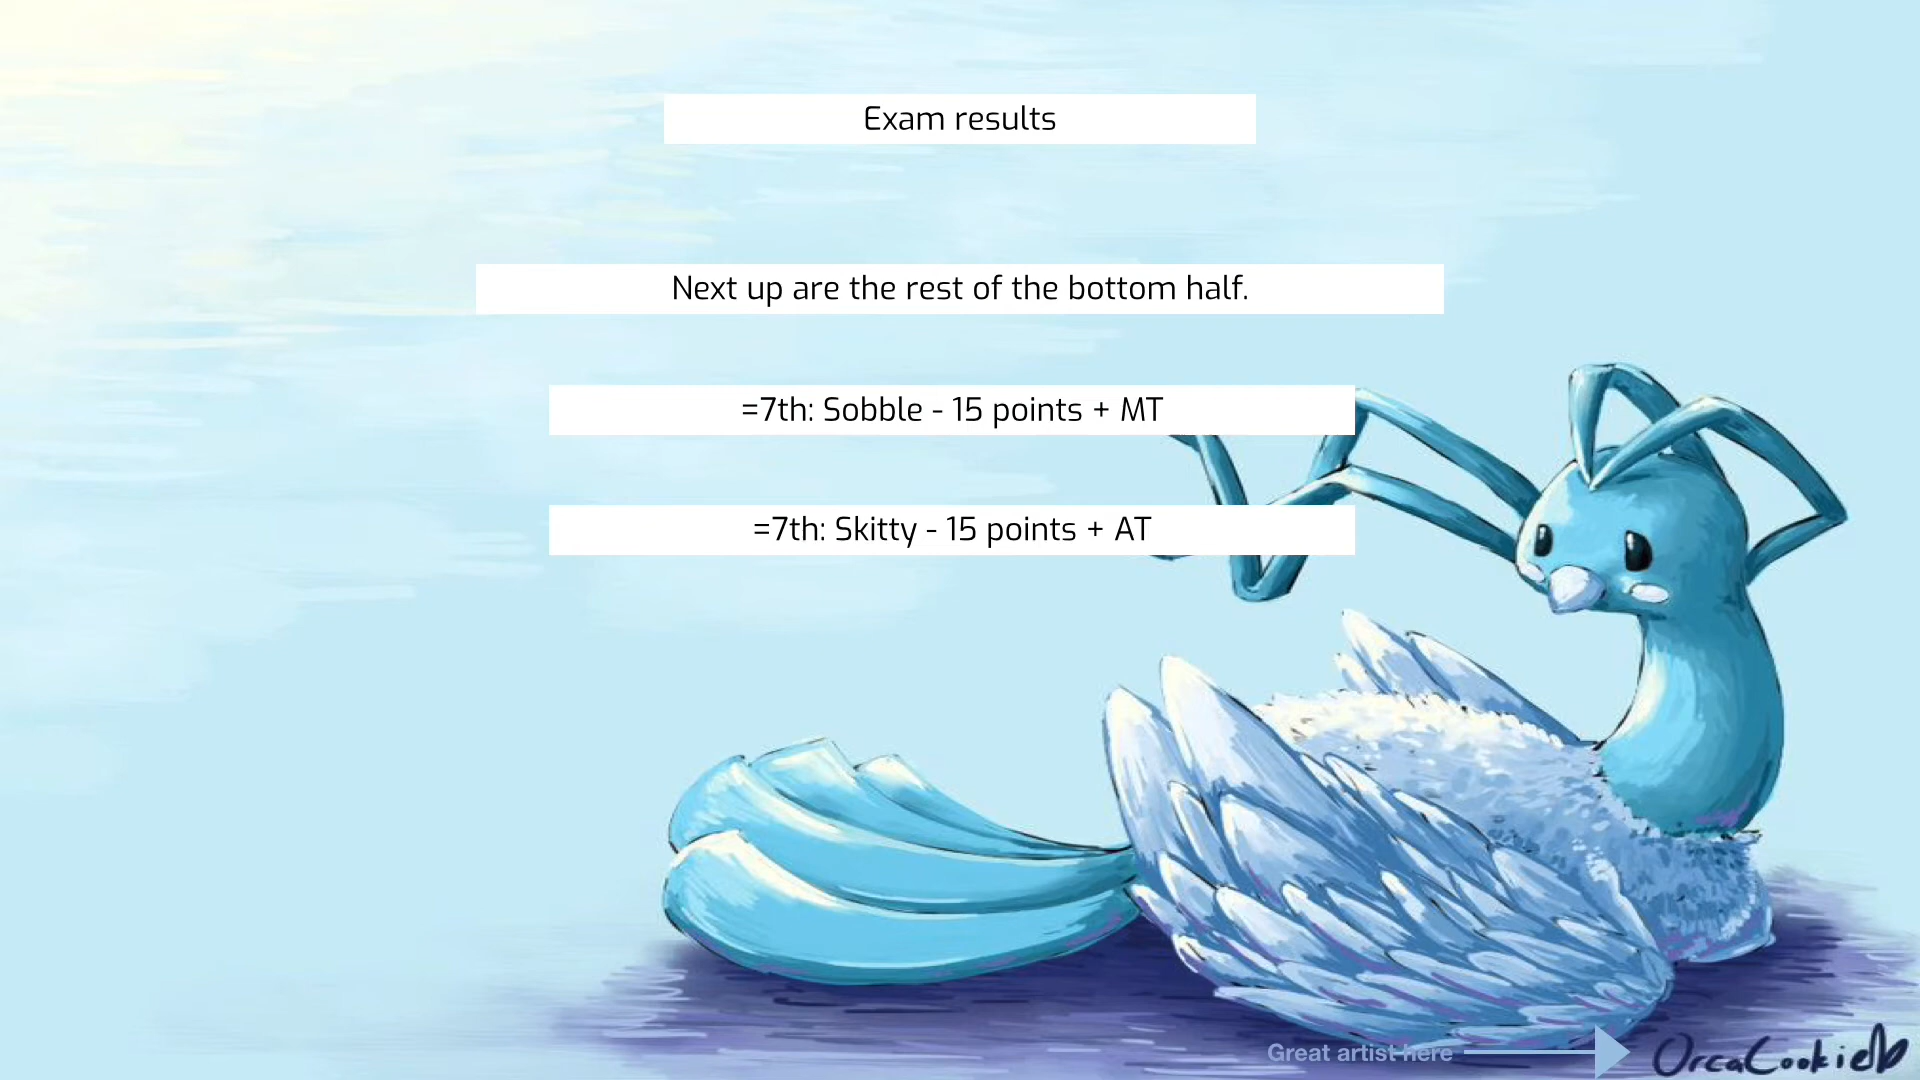 Exam results
Next up are the rest of the bottom half.
=7th: Sobble - 15 points + MT
=7th: Skitty - 15 points + AT
Great artist here
OrcaCookie